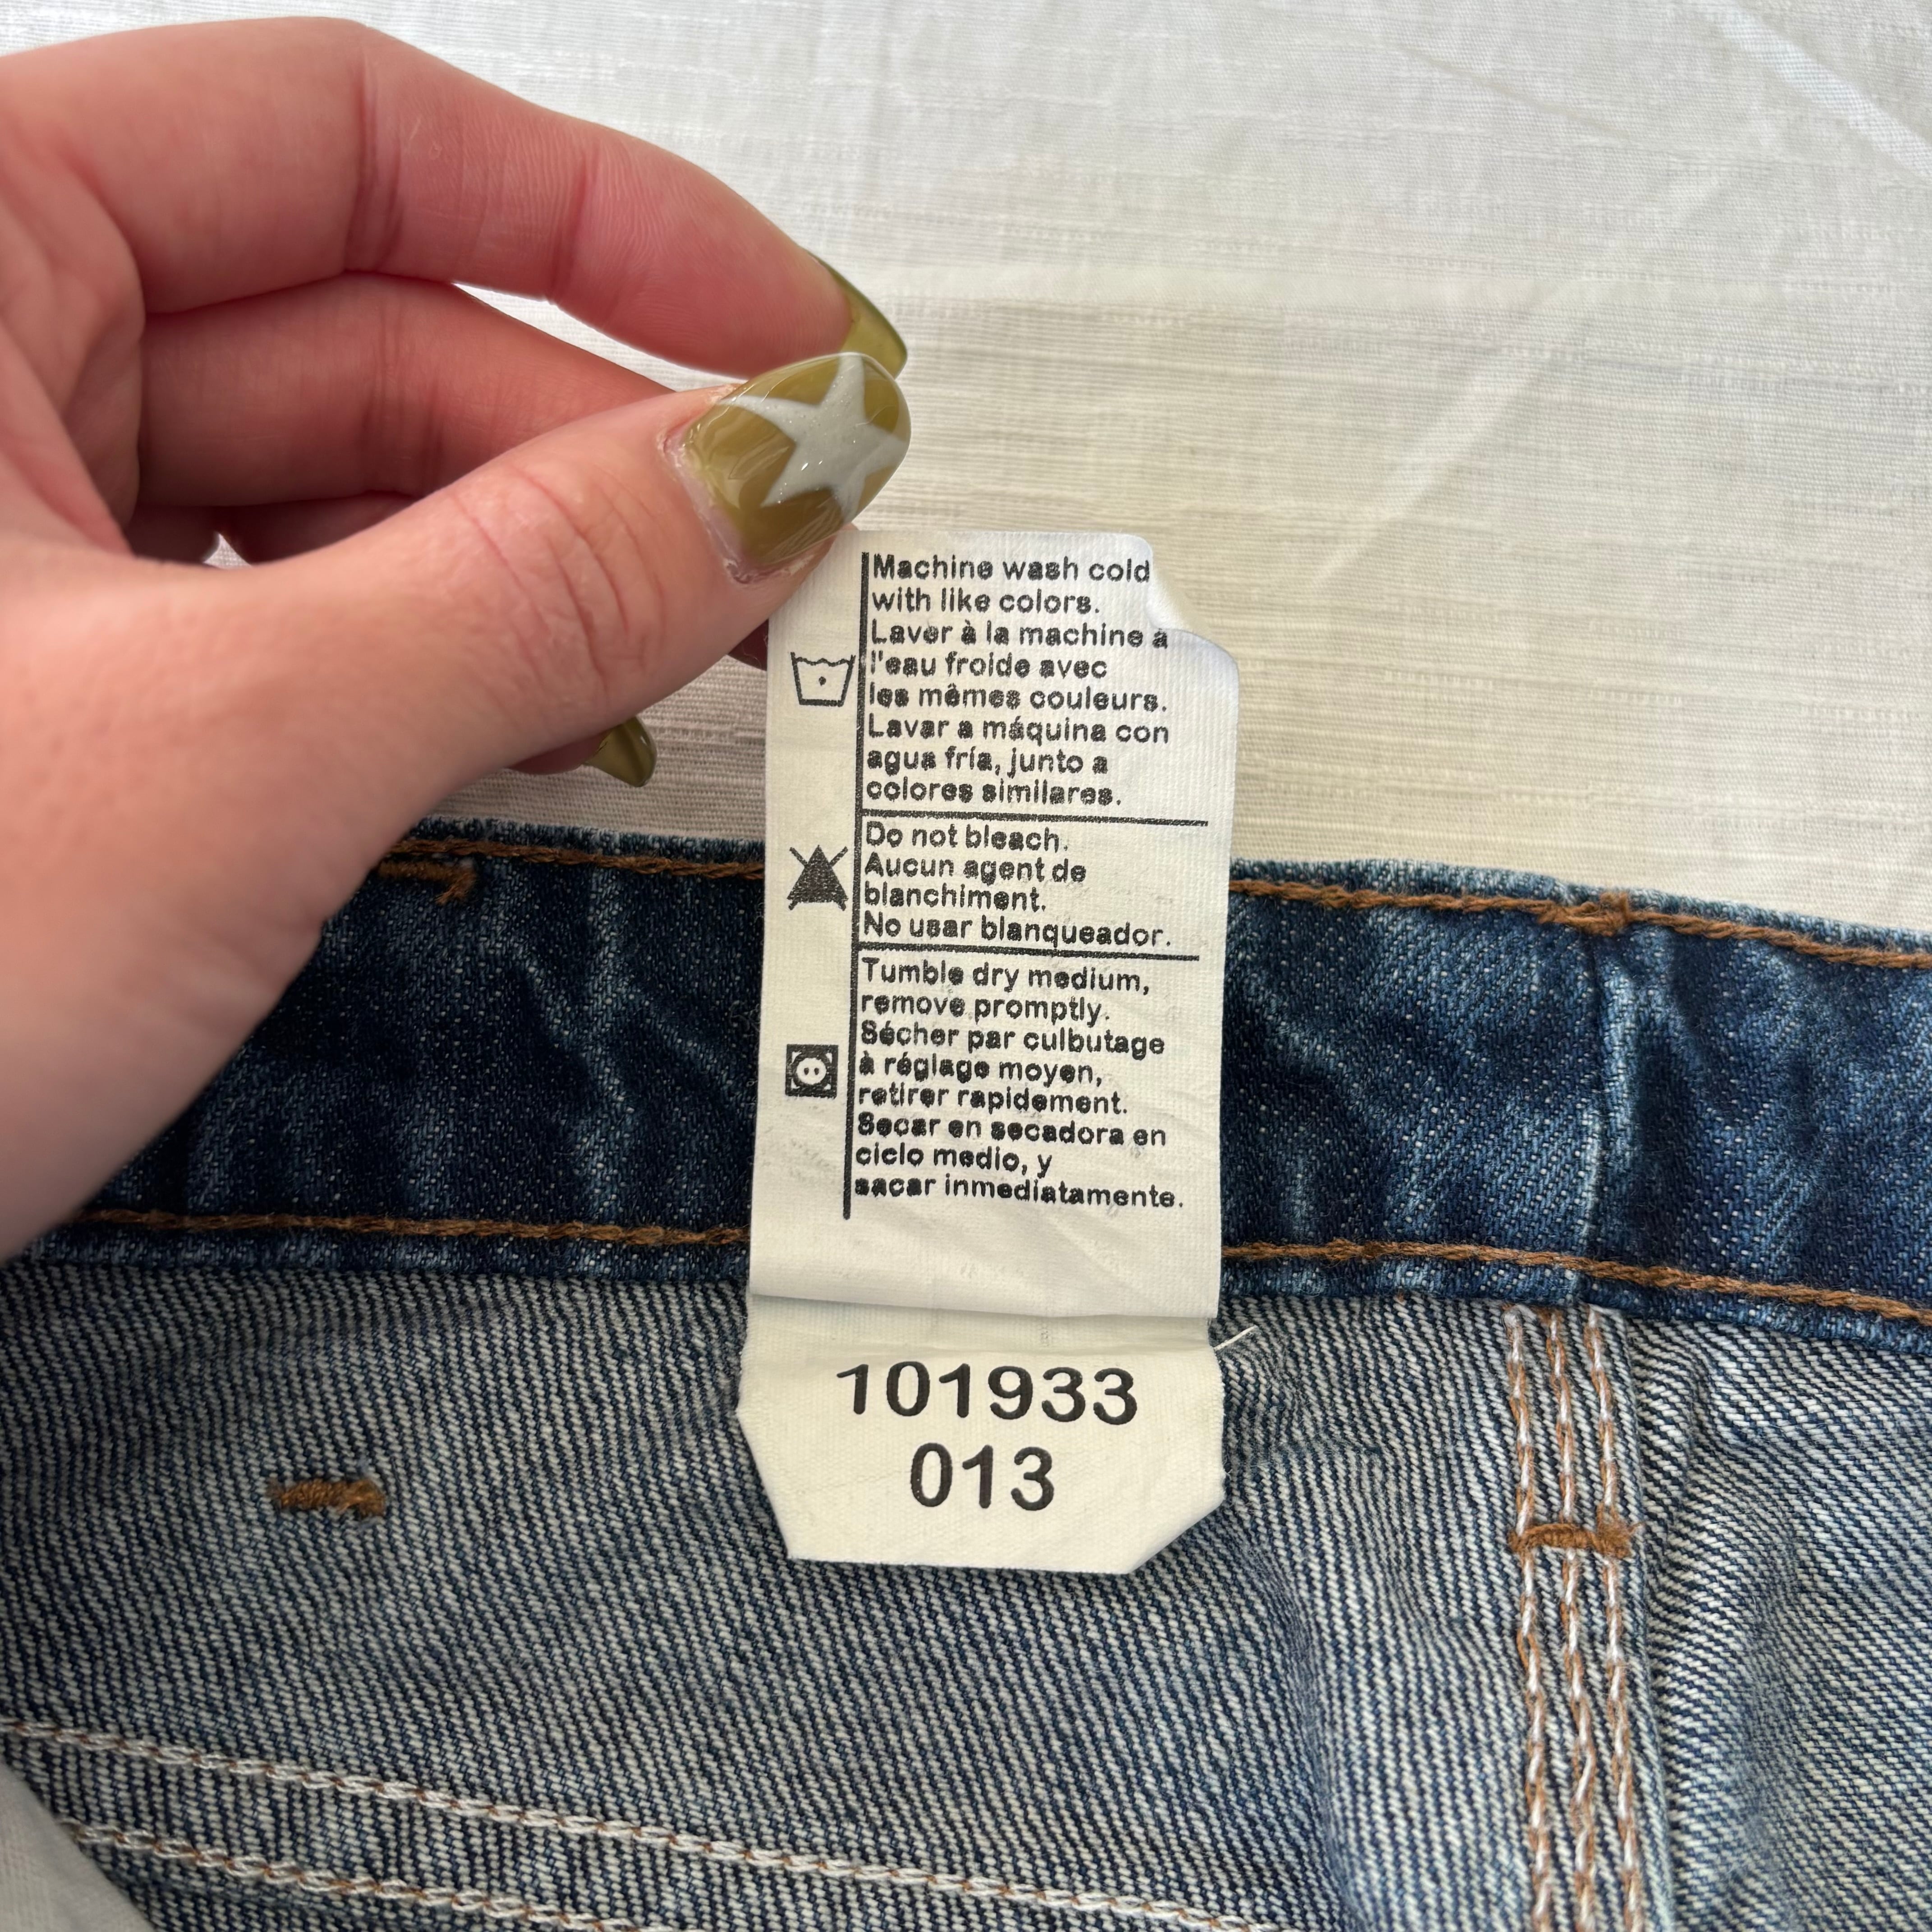 Machine wash cold
with like colors.
Laver à la machine à
l'eau froide avec
les mêmes couleurs.
Lavar a máquina con
agua fría, junto a
colores similares.
Do not bleach.
Aucun agent de
blanchiment.
No usar blanqueador.
Tumble dry medium,
remove promptly.
Sécher par culbutage
à réglage moyen,
retirer rapidement.
Secar en secadora en
ciclo medio, y
sacar inmediatamente.
101933
013